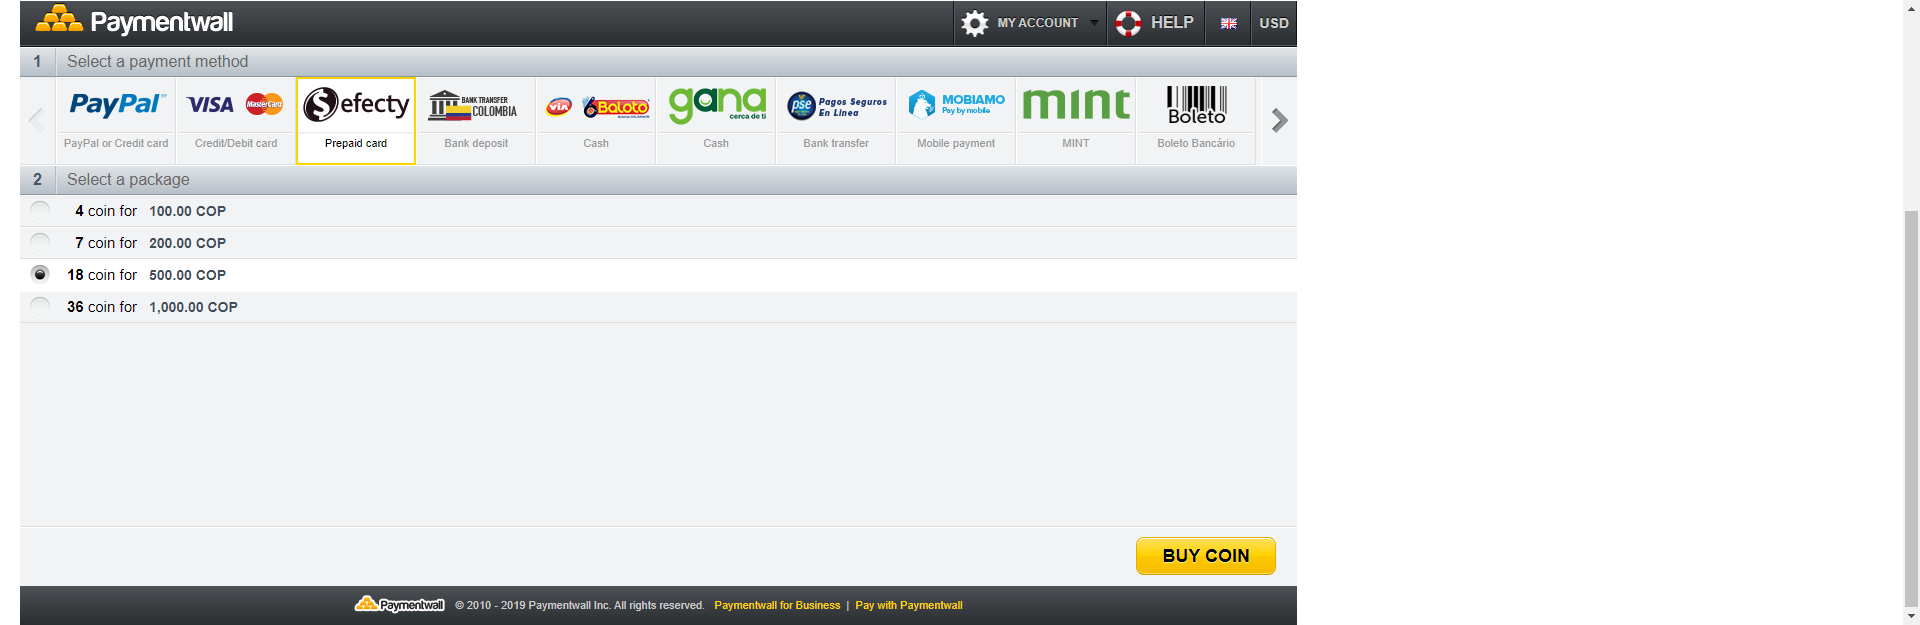 Paymentwall
MY ACCOUNT
HELP
USD
1 Select a payment method
PayPal
PayPal or Credit card
VISA MasterCard
Credit/Debit card
efecty
Prepaid card
BANK TRANSFER
COLOMBIA
Bank deposit
VIA Baloto
Cash
gana
cerca de ti
Cash
pse Pagos Seguros
En Linea
Bank transfer
MOBIAMO
Pay by mobile
Mobile payment
mint
MINT
Boleto
Boleto Bancário
2 Select a package
4 coin for 100.00 COP
7 coin for 200.00 COP
18 coin for 500.00 COP
36 coin for 1,000.00 COP
BUY COIN
Paymentwall © 2010 - 2019 Paymentwall Inc. All rights reserved. Paymentwall for Business | Pay with Paymentwall